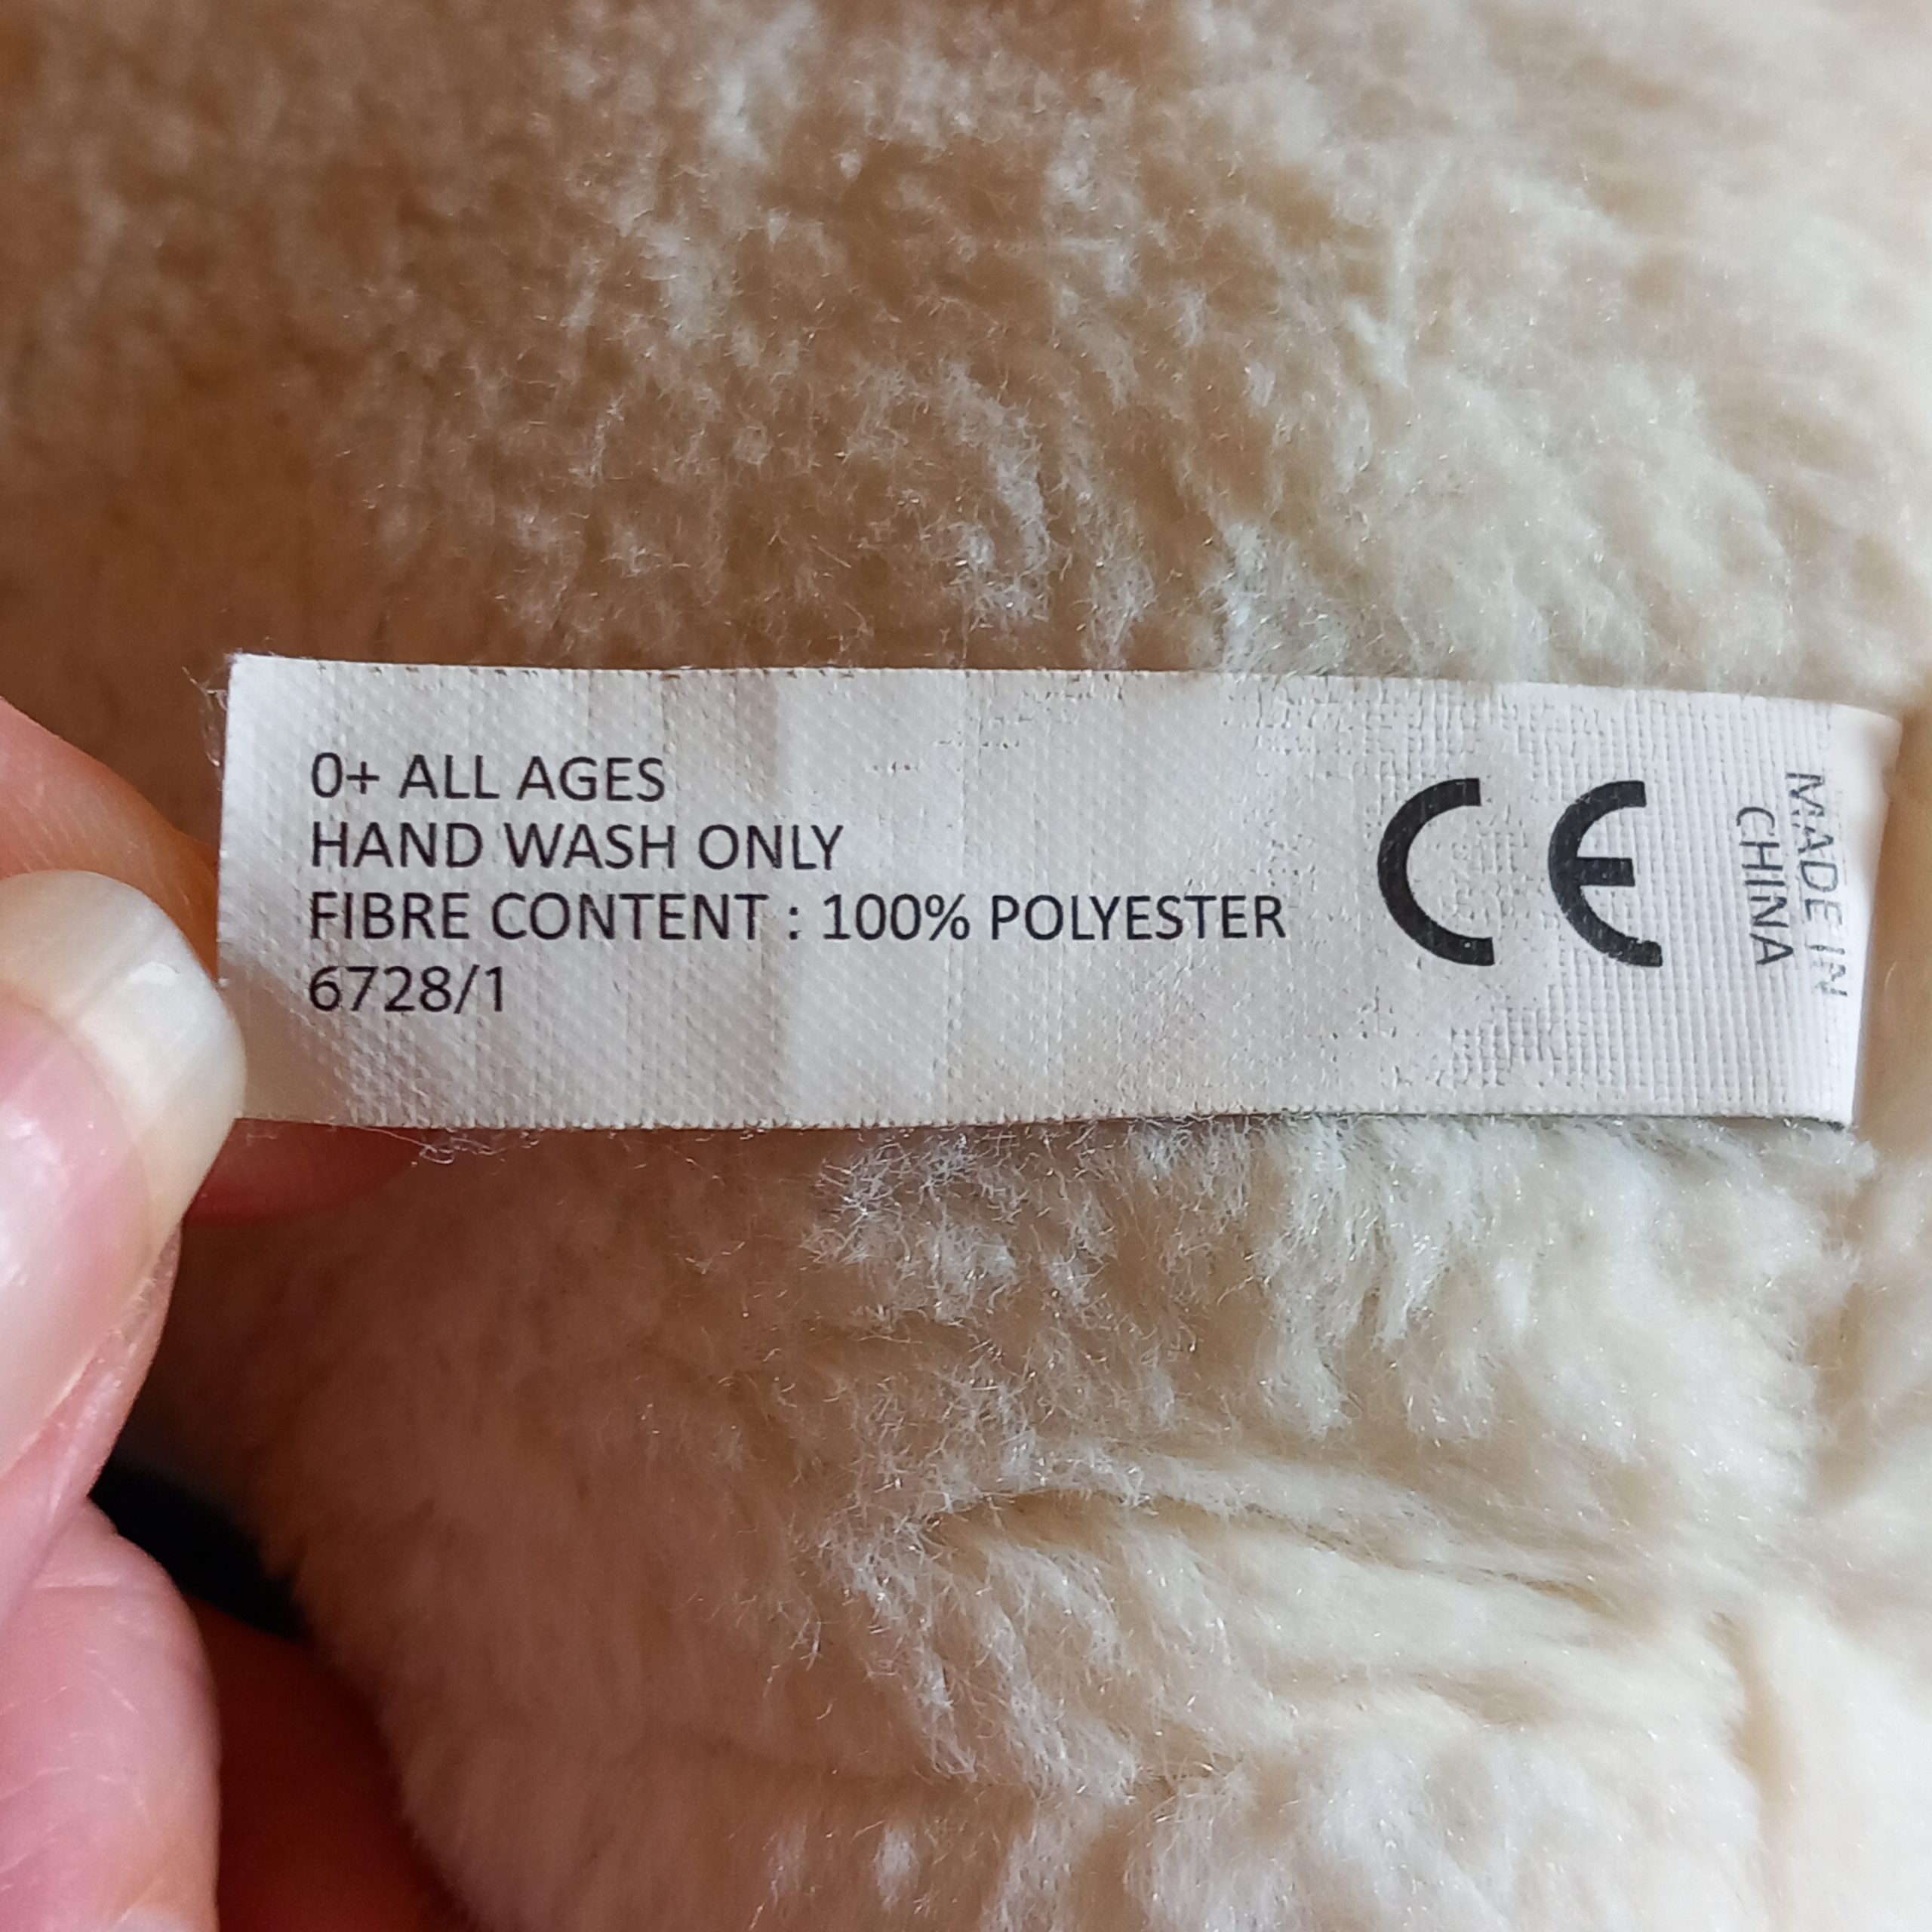 0+ ALL AGES
HAND WASH ONLY
FIBRE CONTENT : 100% POLYESTER
6728/1
CE
MADE IN
CHINA